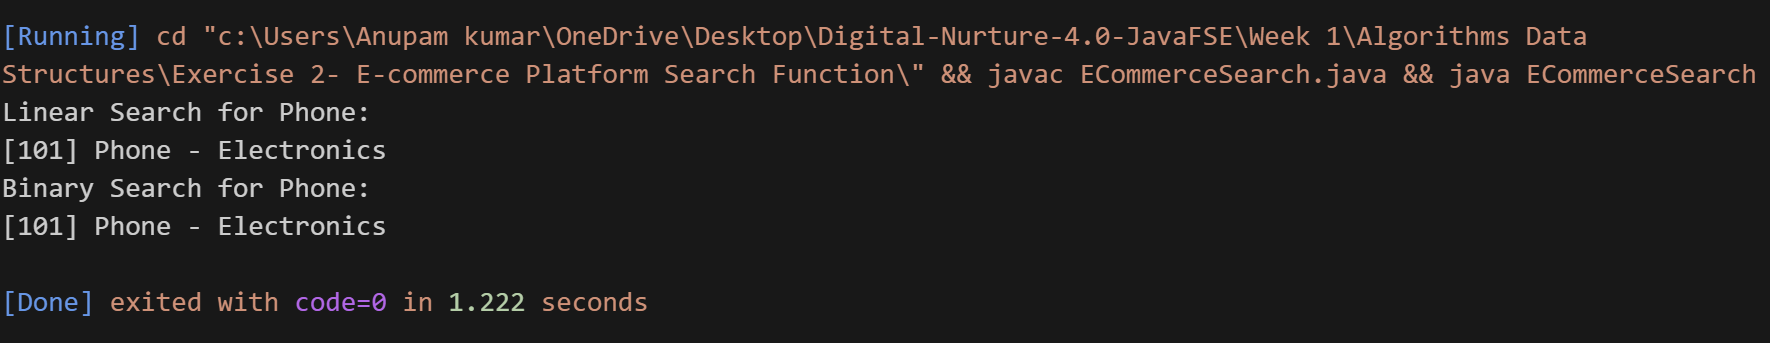 [Running] cd "c:\Users\Anupam kumar\OneDrive\Desktop\Digital-Nurture-4.0-JavaFSE\Week 1\Algorithms Data
Structures\Exercise 2- E-commerce Platform Search Function\" && javac ECommerceSearch.java && java ECommerceSearch
Linear Search for Phone:
[101] Phone - Electronics
Binary Search for Phone:
[101] Phone - Electronics
[Done] exited with code=0 in 1.222 seconds